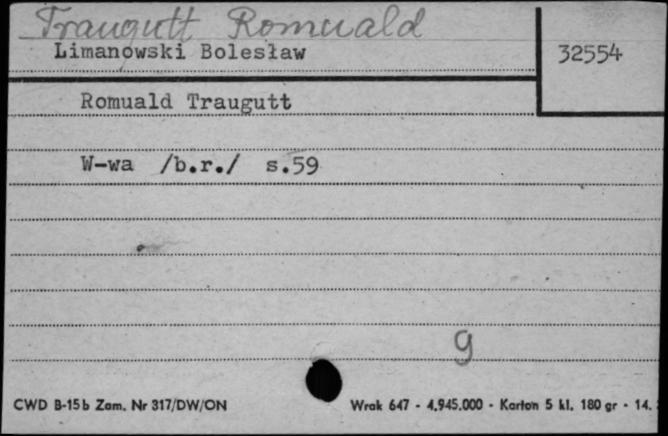 Traugutt Romuald
Limanowski Bolesław
32554
Romuald Traugutt
W-wa /b.r./ s.59
g
CWD B-15b Zam. Nr 317/DW/ON Wrak 647 - 4.945.000 - Karton 5 kl. 180 gr - 14.